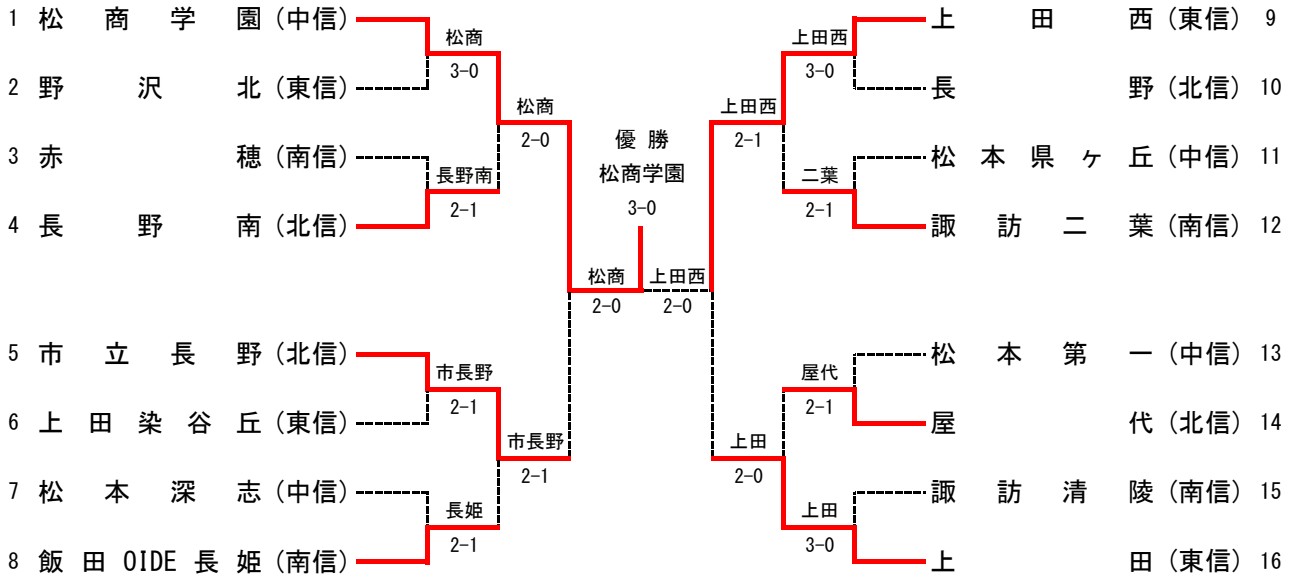 1 松商学園(中信)
2 野沢北(東信)
3 赤穂(南信)
4 長野南(北信)
5 市立長野(北信)
6 上田染谷丘(東信)
7 松本深志(中信)
8 飯田OIDE長姫(南信)
松商
3-0
長野南
2-1
市長野
2-1
長姫
2-1
松商
2-0
市長野
2-1
松商
2-0
優勝
松商学園
3-0
上田西
2-0
上田西
2-1
上田
2-0
上田西
3-0
二葉
2-1
屋代
2-1
上田
3-0
上田西(東信) 9
長野(北信) 10
松本県ヶ丘(中信) 11
諏訪二葉(南信) 12
松本第一(中信) 13
屋代(北信) 14
諏訪清陵(南信) 15
上田(東信) 16